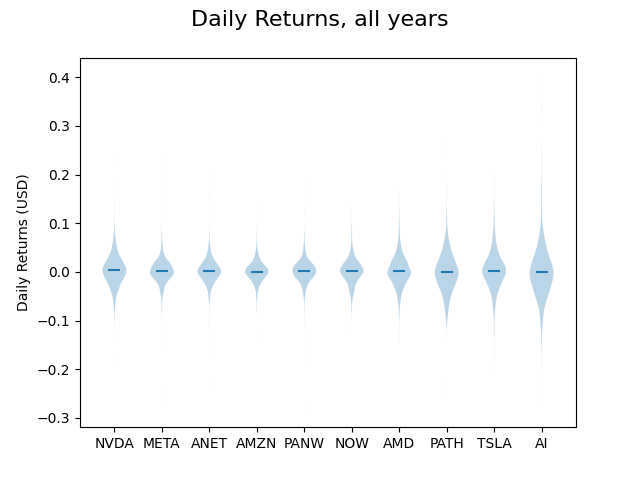 Daily Returns, all years
Daily Returns (USD)
0.4
0.3
0.2
0.1
0.0
−0.1
−0.2
−0.3
NVDA META ANET AMZN PANW NOW AMD PATH TSLA AI